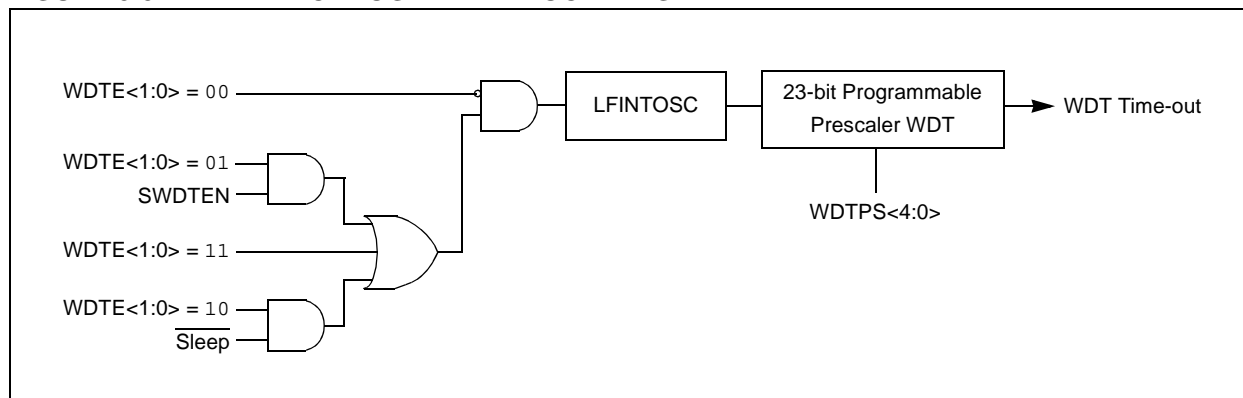 WDTE<1:0> = 00
LFINTOSC
23-bit Programmable
Prescaler WDT
WDT Time-out
WDTE<1:0> = 01
SWDTEN
WDTPS<4:0>
WDTE<1:0> = 11
WDTE<1:0> = 10
Sleep